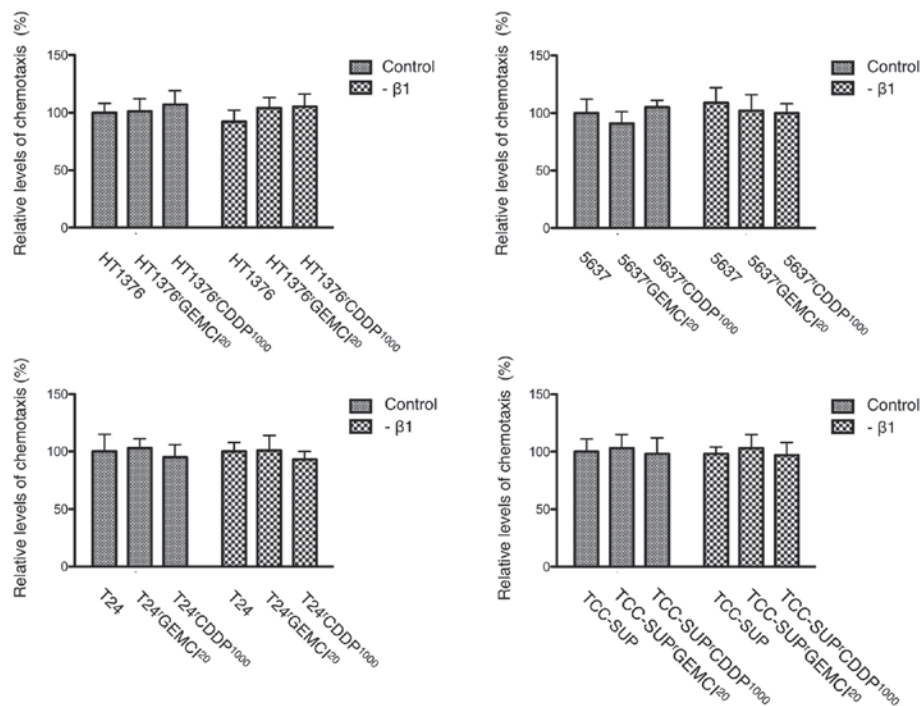 Relative levels of chemotaxis (%)
150
100
50
0
Control
- β1
HT1376
HT1376ʳGEMCI²⁰
HT1376ʳCDDP¹⁰⁰⁰
HT1376
HT1376ʳGEMCI²⁰
HT1376ʳCDDP¹⁰⁰⁰
Relative levels of chemotaxis (%)
150
100
50
0
Control
- β1
5637
5637ʳGEMCI²⁰
5637ʳCDDP¹⁰⁰⁰
5637
5637ʳGEMCI²⁰
5637ʳCDDP¹⁰⁰⁰
Relative levels of chemotaxis (%)
150
100
50
0
Control
- β1
T24
T24ʳGEMCI²⁰
T24ʳCDDP¹⁰⁰⁰
T24
T24ʳGEMCI²⁰
T24ʳCDDP¹⁰⁰⁰
Relative levels of chemotaxis (%)
150
100
50
0
Control
- β1
TCC-SUP
TCC-SUPʳGEMCI²⁰
TCC-SUPʳCDDP¹⁰⁰⁰
TCC-SUP
TCC-SUPʳGEMCI²⁰
TCC-SUPʳCDDP¹⁰⁰⁰